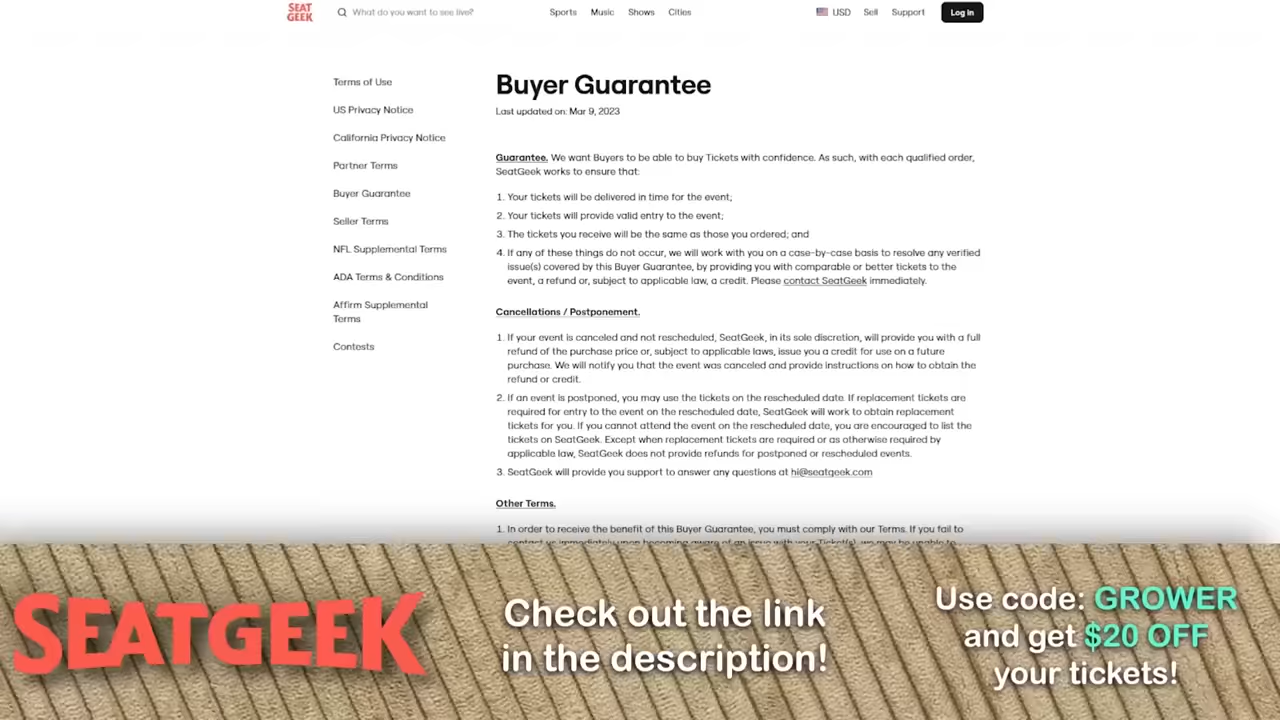 SEAT
GEEK
What do you want to see live?
Sports
Music
Shows
Cities
USD
Sell
Support
Log In
Terms of Use
US Privacy Notice
California Privacy Notice
Partner Terms
Buyer Guarantee
Seller Terms
NFL Supplemental Terms
ADA Terms & Conditions
Affirm Supplemental
Terms
Contests
Buyer Guarantee
Last updated on: Mar 9, 2023
Guarantee. We want Buyers to be able to buy Tickets with confidence. As such, with each qualified order,
SeatGeek works to ensure that:
1. Your tickets will be delivered in time for the event;
2. Your tickets will provide valid entry to the event;
3. The tickets you receive will be the same as those you ordered; and
4. If any of these things do not occur, we will work with you on a case-by-case basis to resolve any verified
issue(s) covered by this Buyer Guarantee, by providing you with comparable or better tickets to the
event, a refund or, subject to applicable law, a credit. Please contact SeatGeek immediately.
Cancellations / Postponement.
1. If your event is canceled and not rescheduled, SeatGeek, in its sole discretion, will provide you with a full
refund of the purchase price or, subject to applicable laws, issue you a credit for use on a future
purchase. We will notify you that the event was canceled and provide instructions on how to obtain the
refund or credit.
2. If an event is postponed, you may use the tickets on the rescheduled date. If replacement tickets are
required for entry to the event on the rescheduled date, SeatGeek will work to obtain replacement
tickets for you. If you cannot attend the event on the rescheduled date, you are encouraged to list the
tickets on SeatGeek. Except when replacement tickets are required or as otherwise required by
applicable law, SeatGeek does not provide refunds for postponed or rescheduled events.
3. SeatGeek will provide you support to answer any questions at hi@seatgeek.com
Other Terms.
1. In order to receive the benefit of this Buyer Guarantee, you must comply with our Terms. If you fail to
contact us immediately upon becoming aware of an issue with your Ticket(s), we may be unable to
SEATGEEK
Check out the link
in the description!
Use code: GROWER
and get $20 OFF
your tickets!